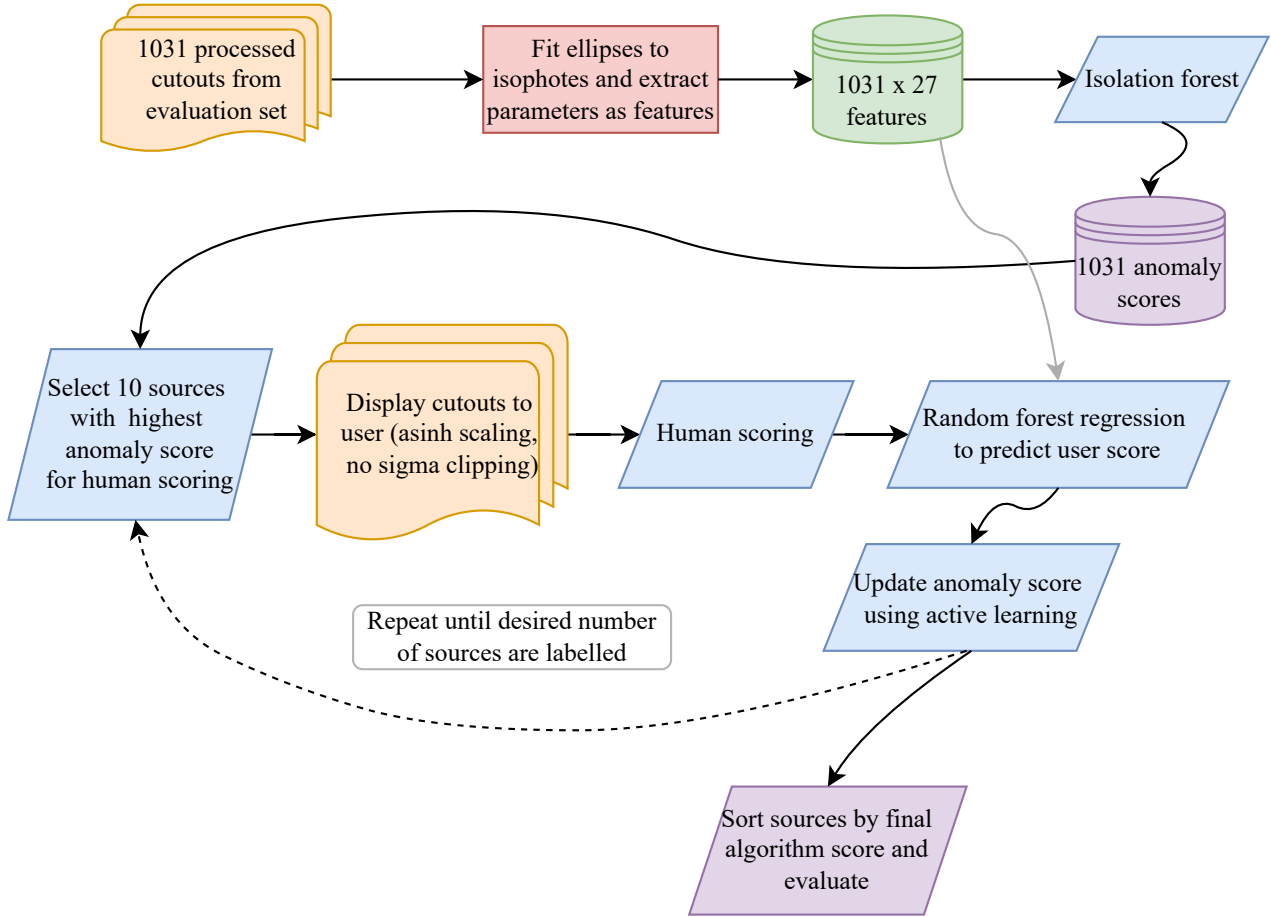 1031 processed
cutouts from
evaluation set
Fit ellipses to
isophotes and extract
parameters as features
1031 x 27
features
Isolation forest
1031 anomaly
scores
Select 10 sources
with highest
anomaly score
for human scoring
Display cutouts to
user (asinh scaling,
no sigma clipping)
Human scoring
Random forest regression
to predict user score
Update anomaly score
using active learning
Repeat until desired number
of sources are labelled
Sort sources by final
algorithm score and
evaluate